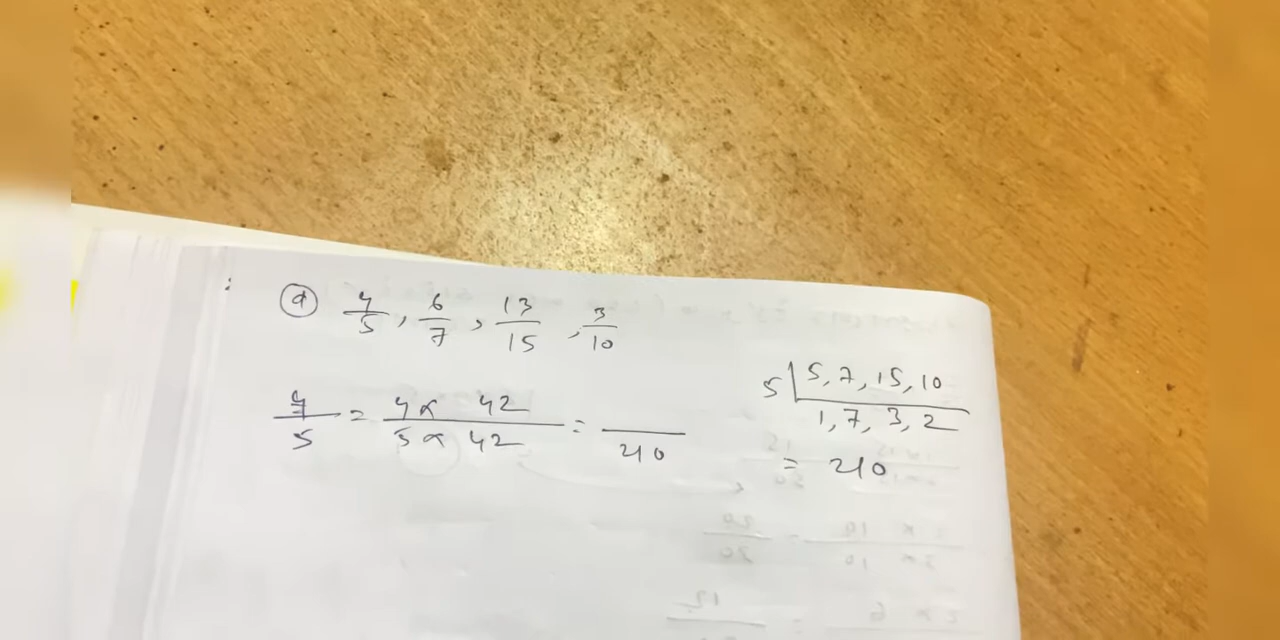 a 4/5, 6/7, 13/15, 3/10
5 | 5, 7, 15, 10
1, 7, 3, 2
= 210
4/5 = 4 × 42 / 5 × 42 = /210